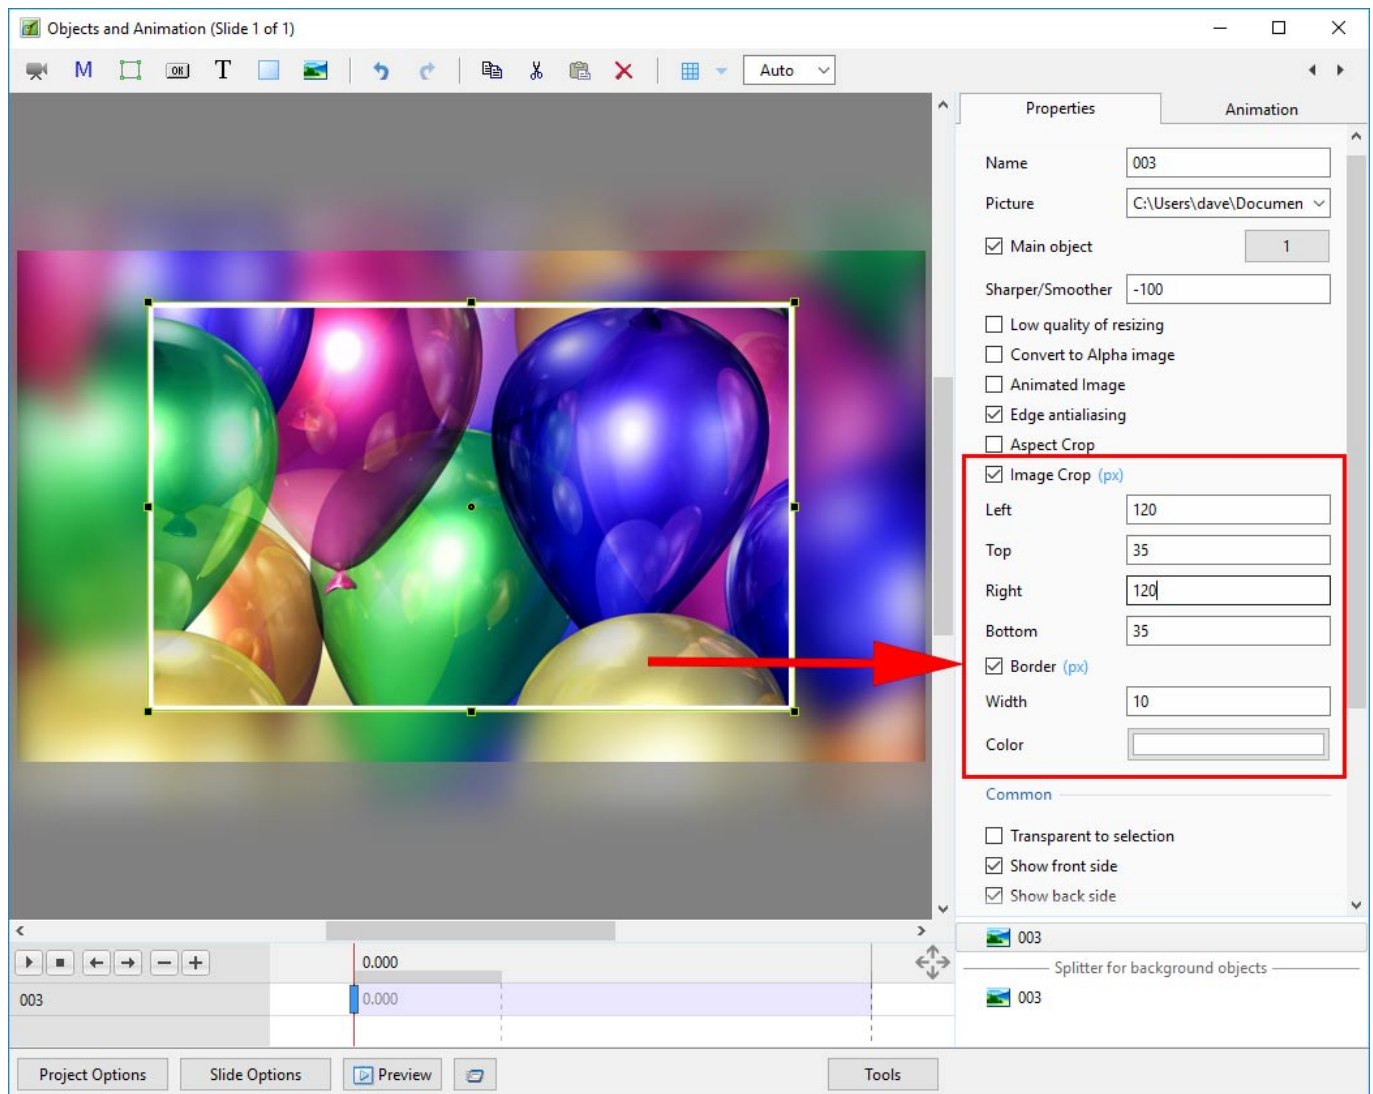 Objects and Animation (Slide 1 of 1)
M OK T Auto
Properties Animation
Name 003
Picture C:\Users\dave\Documen
Main object 1
Sharper/Smoother -100
Low quality of resizing
Convert to Alpha image
Animated Image
Edge antialiasing
Aspect Crop
Image Crop (px)
Left 120
Top 35
Right 120
Bottom 35
Border (px)
Width 10
Color
Common
Transparent to selection
Show front side
Show back side
003
Splitter for background objects
003
0.000
003 0.000
Project Options Slide Options Preview Tools